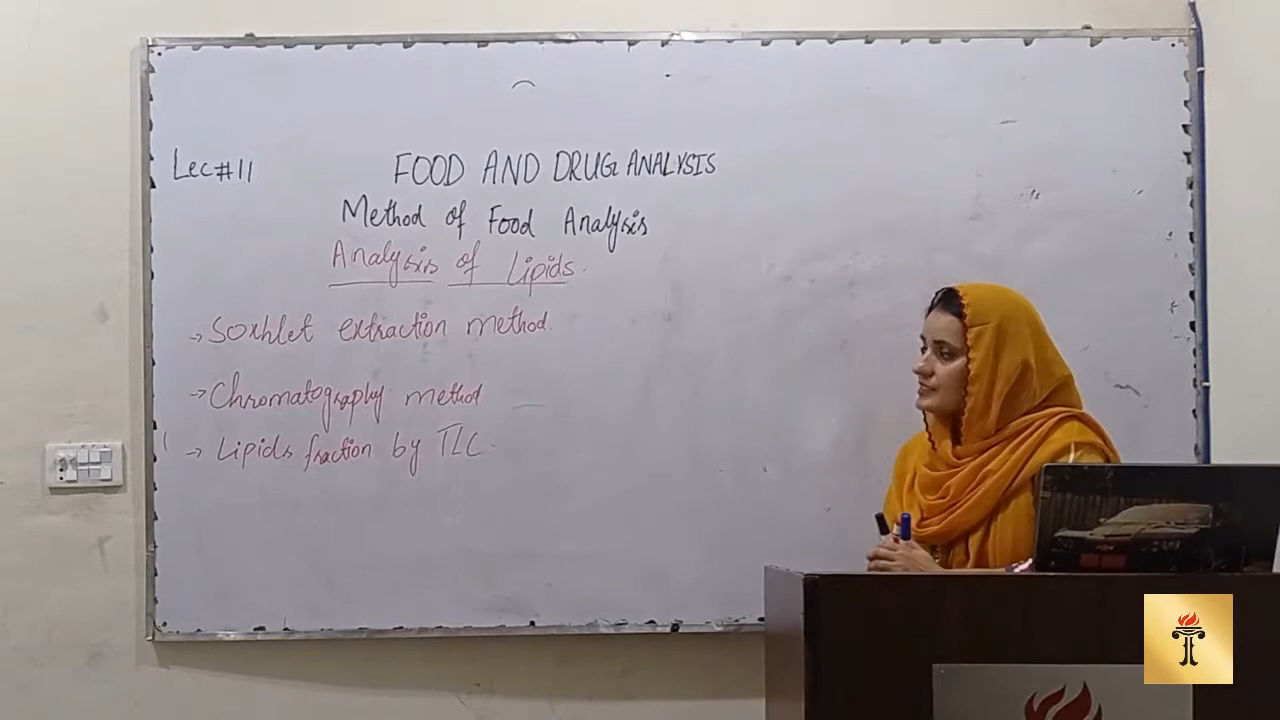 Lec#11
FOOD AND DRUG ANALYSIS
Method of Food Analysis
Analysis of Lipids.
→ Soxhlet extraction method.
→ Chromatography method
→ Lipids fraction by TLC.